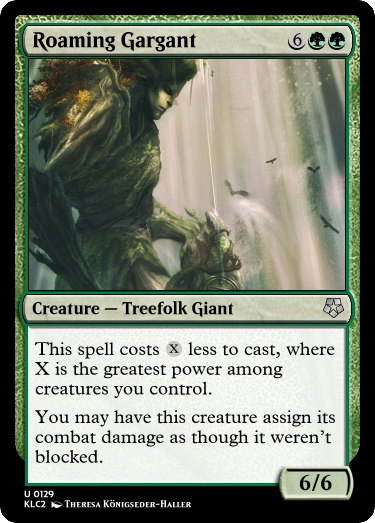 Roaming Gargant 6
Creature — Treefolk Giant
This spell costs X less to cast, where
X is the greatest power among
creatures you control.
You may have this creature assign its
combat damage as though it weren't
blocked.
6/6
U 0129
KLC2 Theresa Königseder-Haller